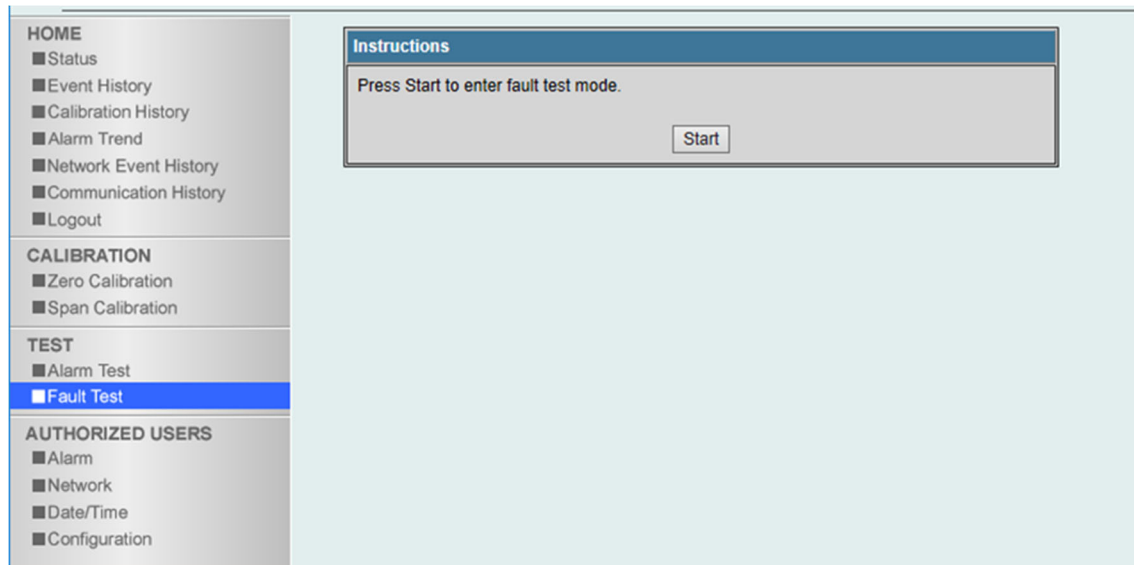 HOME
Status
Event History
Calibration History
Alarm Trend
Network Event History
Communication History
Logout
CALIBRATION
Zero Calibration
Span Calibration
TEST
Alarm Test
Fault Test
AUTHORIZED USERS
Alarm
Network
Date/Time
Configuration
Instructions
Press Start to enter fault test mode.
Start